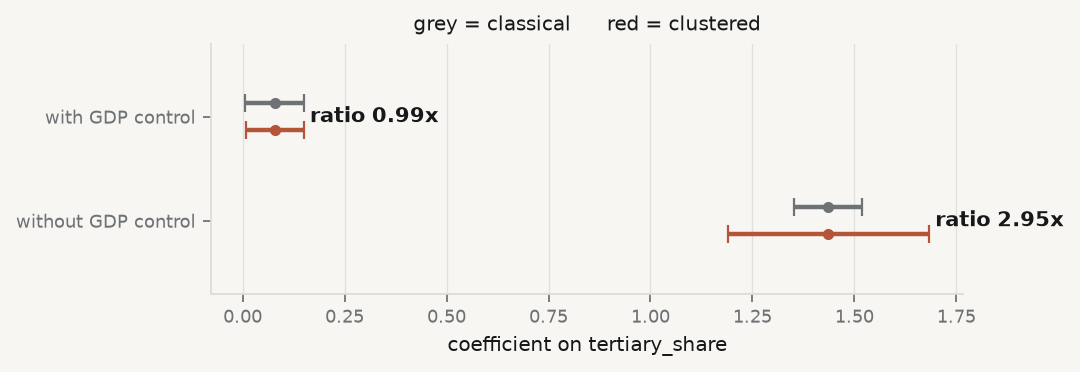 grey = classical      red = clustered
with GDP control
ratio 0.99x
without GDP control
ratio 2.95x
0.00 0.25 0.50 0.75 1.00 1.25 1.50 1.75
coefficient on tertiary_share